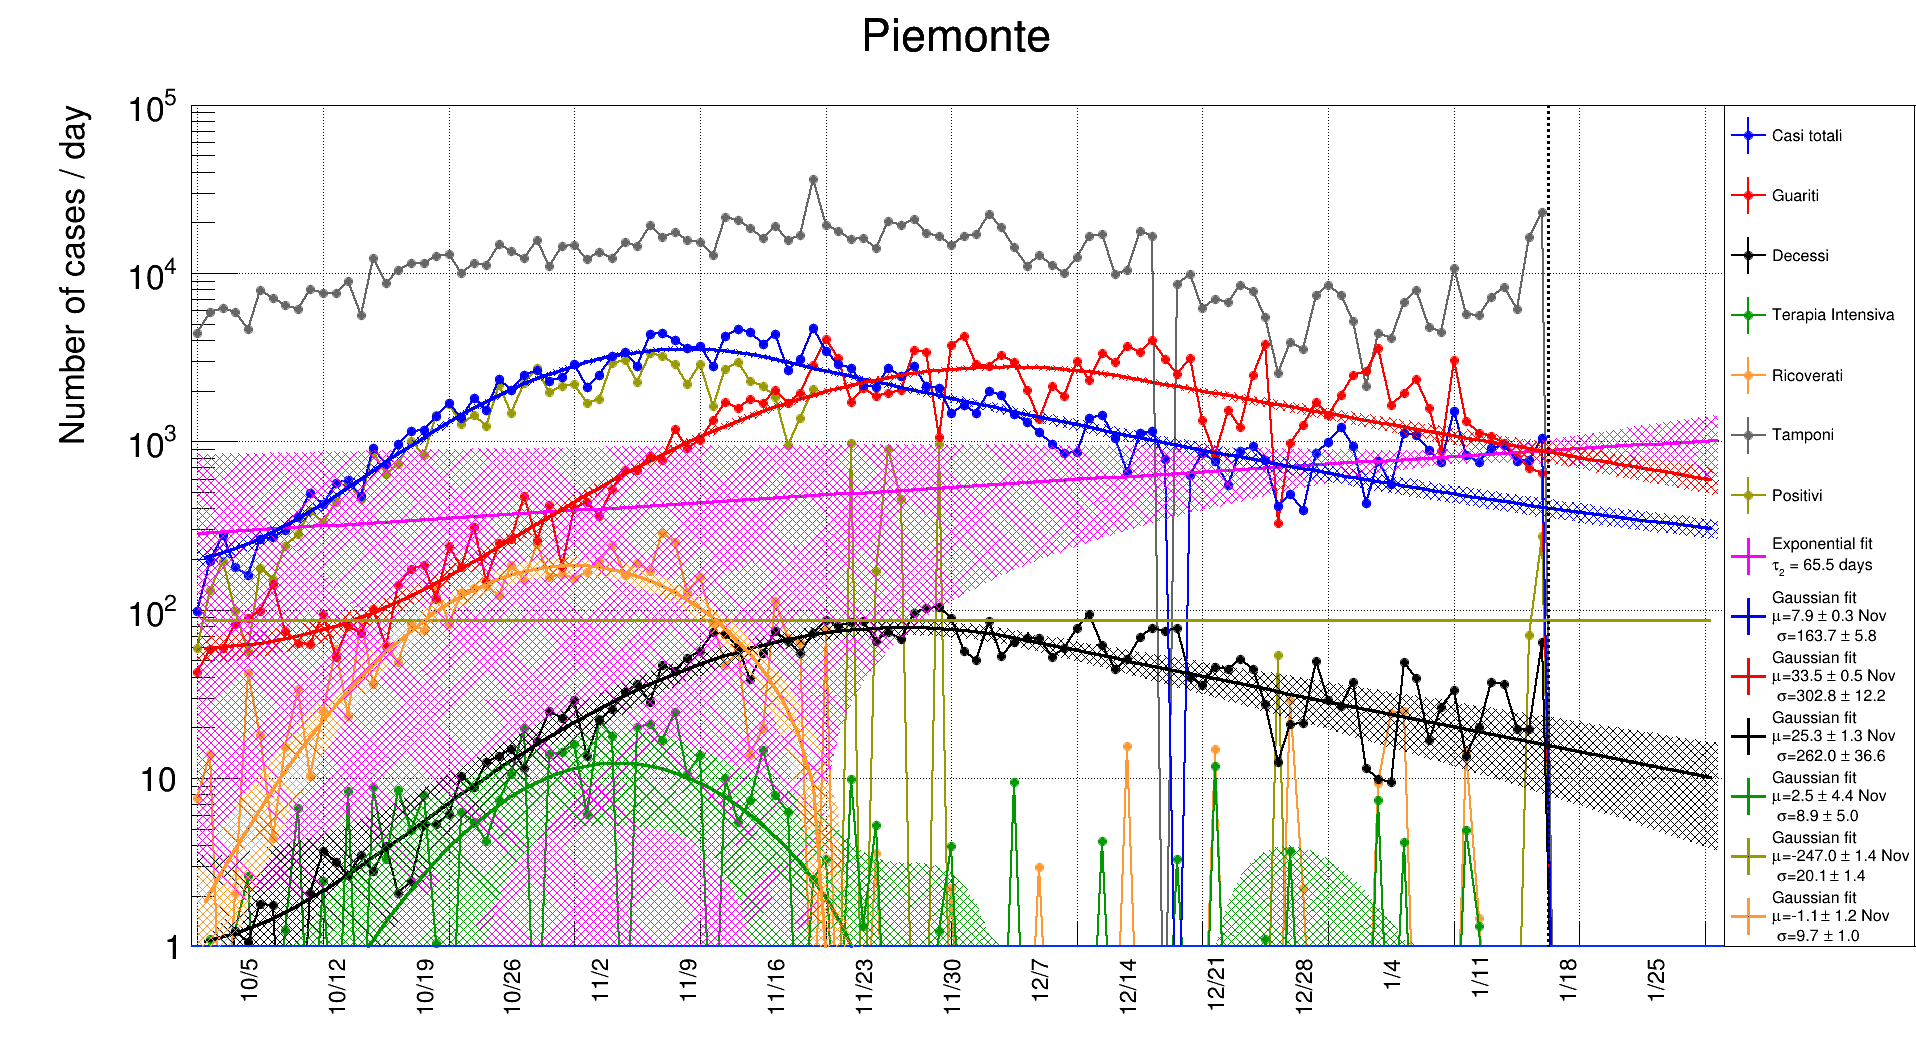 Piemonte
Number of cases / day
10^5
10^4
10^3
10^2
10
1
10/5
10/12
10/19
10/26
11/2
11/9
11/16
11/23
11/30
12/7
12/14
12/21
12/28
1/4
1/11
1/18
1/25
Casi totali
Guariti
Decessi
Terapia Intensiva
Ricoverati
Tamponi
Positivi
Exponential fit
τ₂ = 65.5 days
Gaussian fit
μ=7.9 ± 0.3 Nov
σ=163.7 ± 5.8
Gaussian fit
μ=33.5 ± 0.5 Nov
σ=302.8 ± 12.2
Gaussian fit
μ=25.3 ± 1.3 Nov
σ=262.0 ± 36.6
Gaussian fit
μ=2.5 ± 4.4 Nov
σ=8.9 ± 5.0
Gaussian fit
μ=-247.0 ± 1.4 Nov
σ=20.1 ± 1.4
Gaussian fit
μ=-1.1 ± 1.2 Nov
σ=9.7 ± 1.0